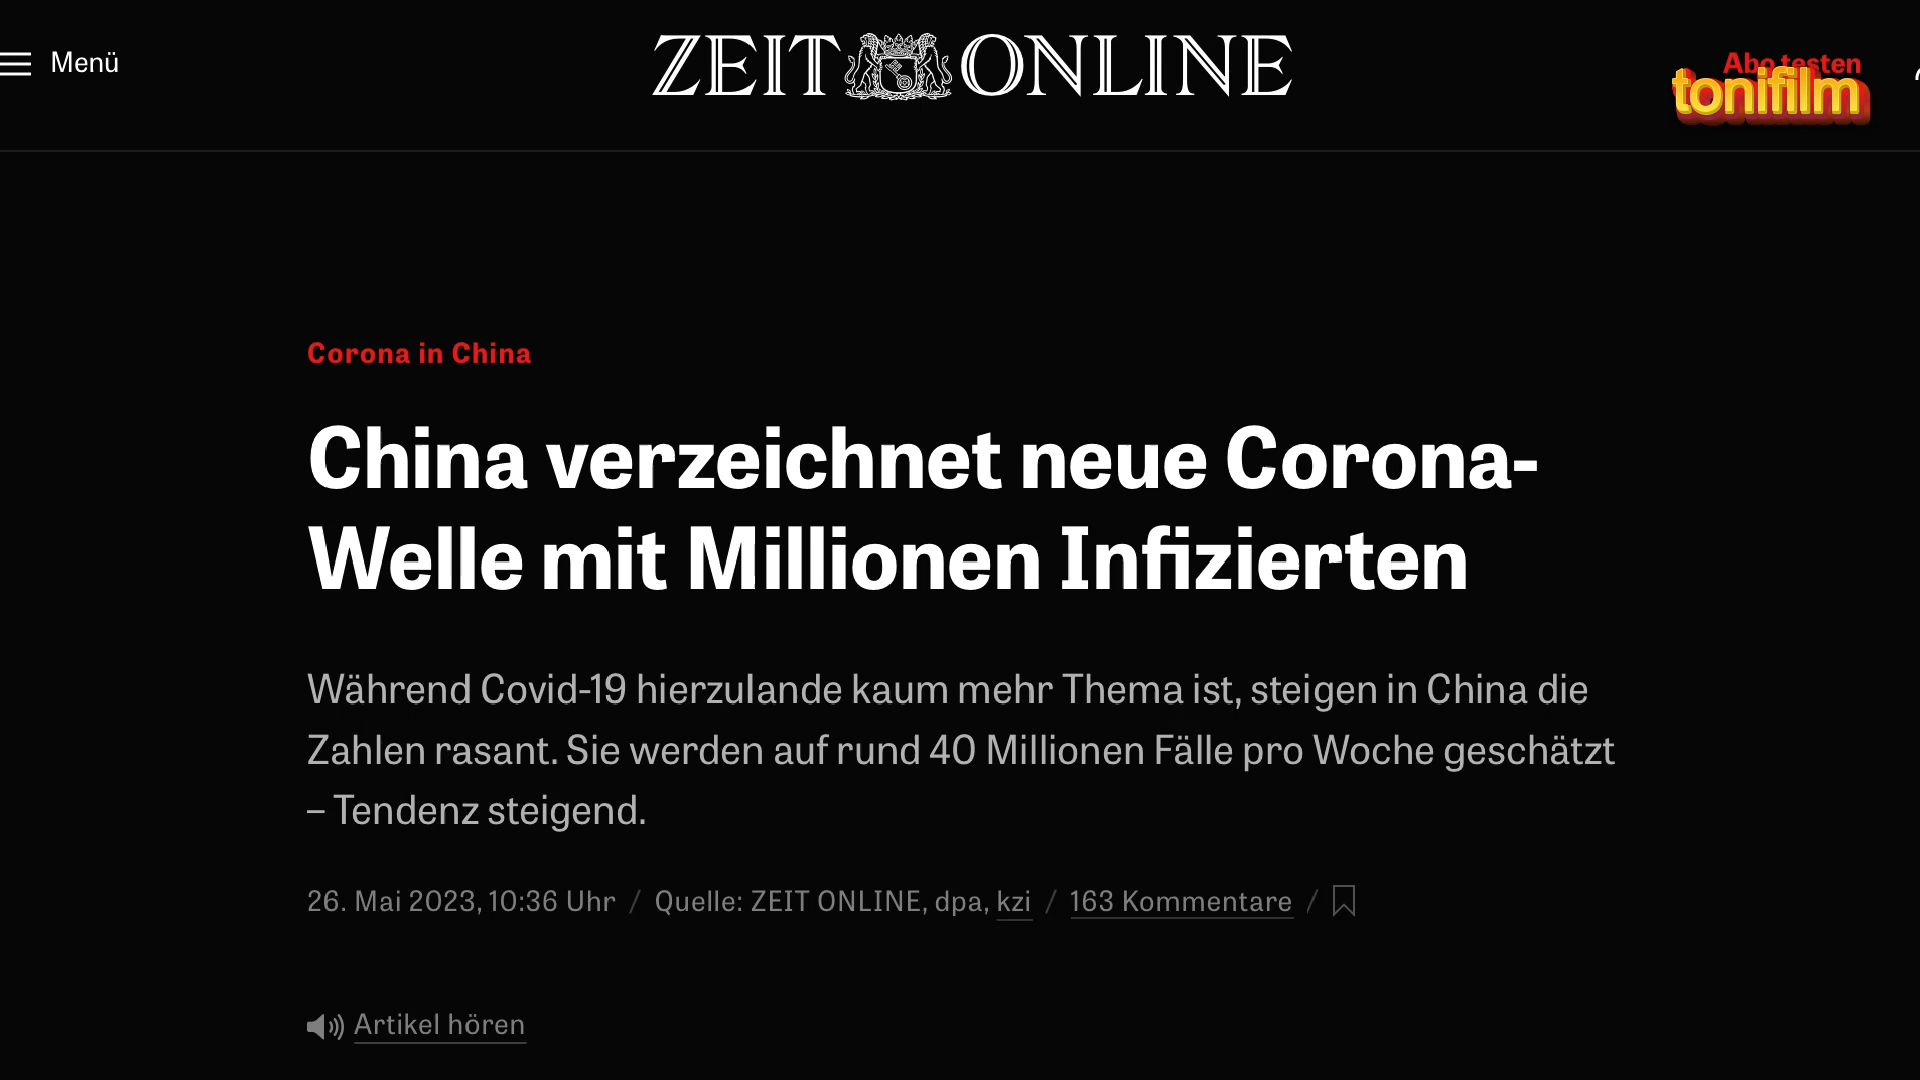 Menü
ZEIT ONLINE
Abo testen
tonifilm
Corona in China
China verzeichnet neue Corona-
Welle mit Millionen Infizierten
Während Covid-19 hierzulande kaum mehr Thema ist, steigen in China die
Zahlen rasant. Sie werden auf rund 40 Millionen Fälle pro Woche geschätzt
– Tendenz steigend.
26. Mai 2023, 10:36 Uhr / Quelle: ZEIT ONLINE, dpa, kzi / 163 Kommentare /
Artikel hören